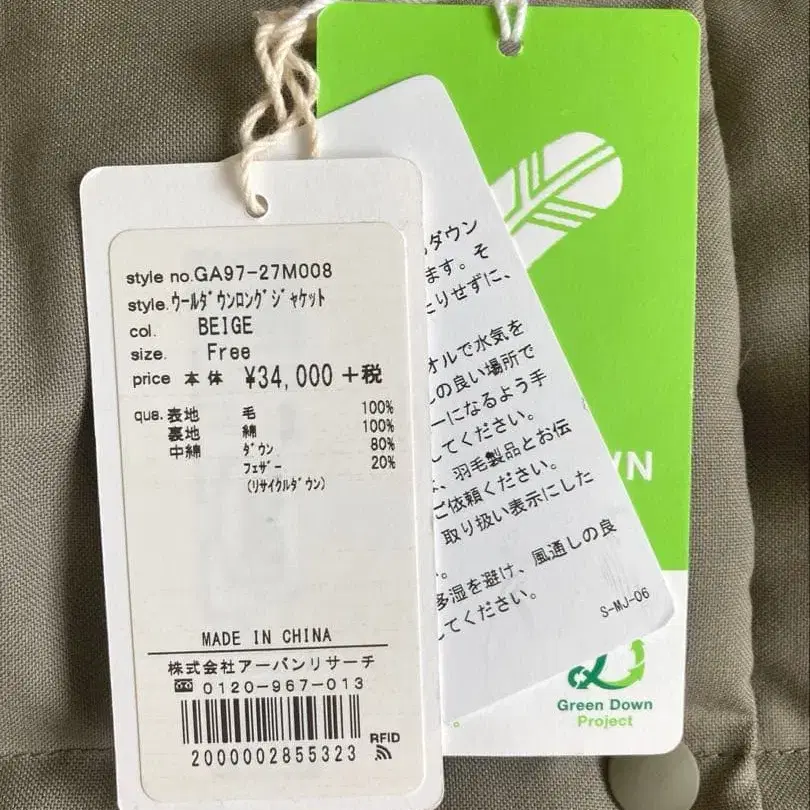 style no.GA97-27M008
style.ｳｰﾙﾀﾞｳﾝﾛﾝｸﾞｼﾞｬｹｯﾄ
col. BEIGE
size. Free
price 本体 ¥34,000 +税
qua. 表地 毛 100%
裏地 綿 100%
中綿 ﾀﾞｳﾝ 80%
ﾌｪｻﾞｰ 20%
(ﾘｻｲｸﾙﾀﾞｳﾝ)
MADE IN CHINA
株式会社アーバンリサーチ
0120-967-013
2000002855323
RFID
ダウン
ます。そ
たりせずに、
オルで水気を
の良い場所で
ーになるよう手
してください。
、羽毛製品とお伝
ご依頼ください。
取り扱い表示にした
多湿を避け、風通しの良
してください。
S-MJ-06
WN
Green Down
Project